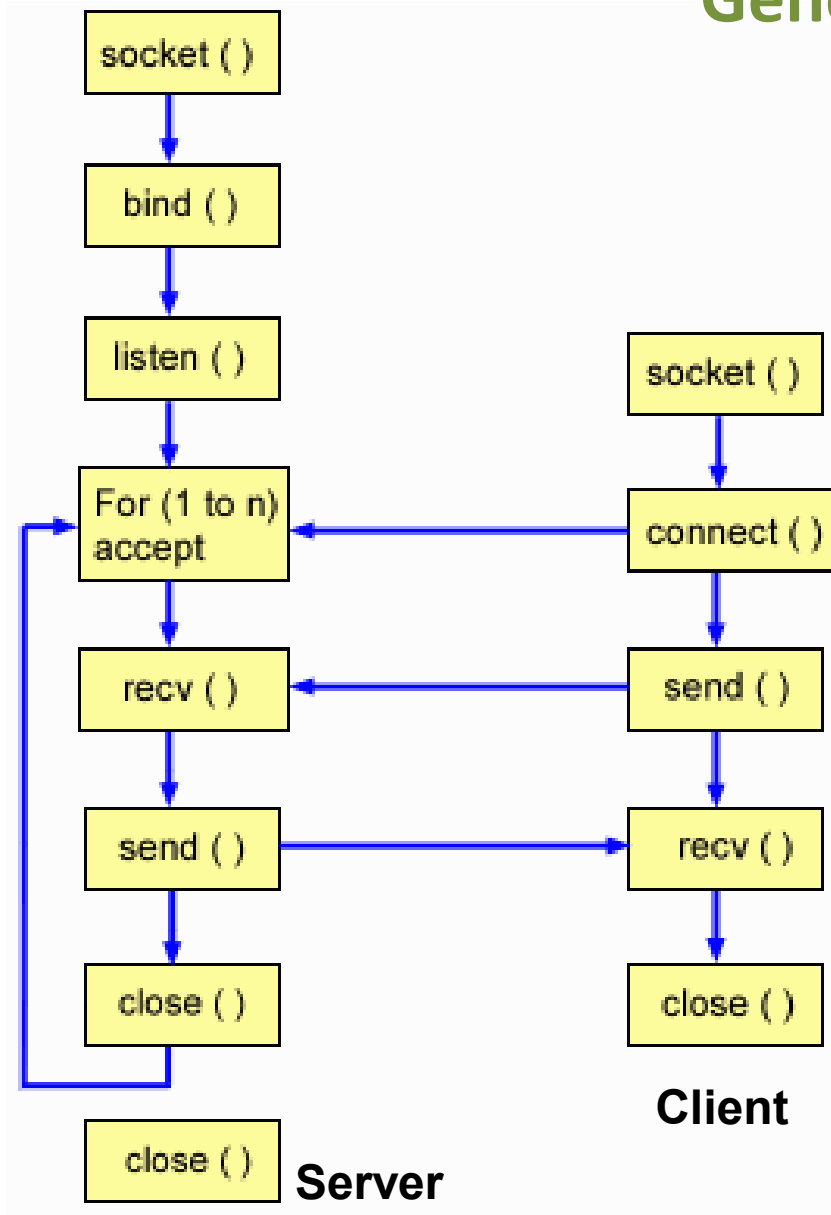 socket ( )
bind ( )
listen ( )
For (1 to n)
accept
recv ( )
send ( )
close ( )
close ( )
Server
socket ( )
connect ( )
send ( )
recv ( )
close ( )
Client